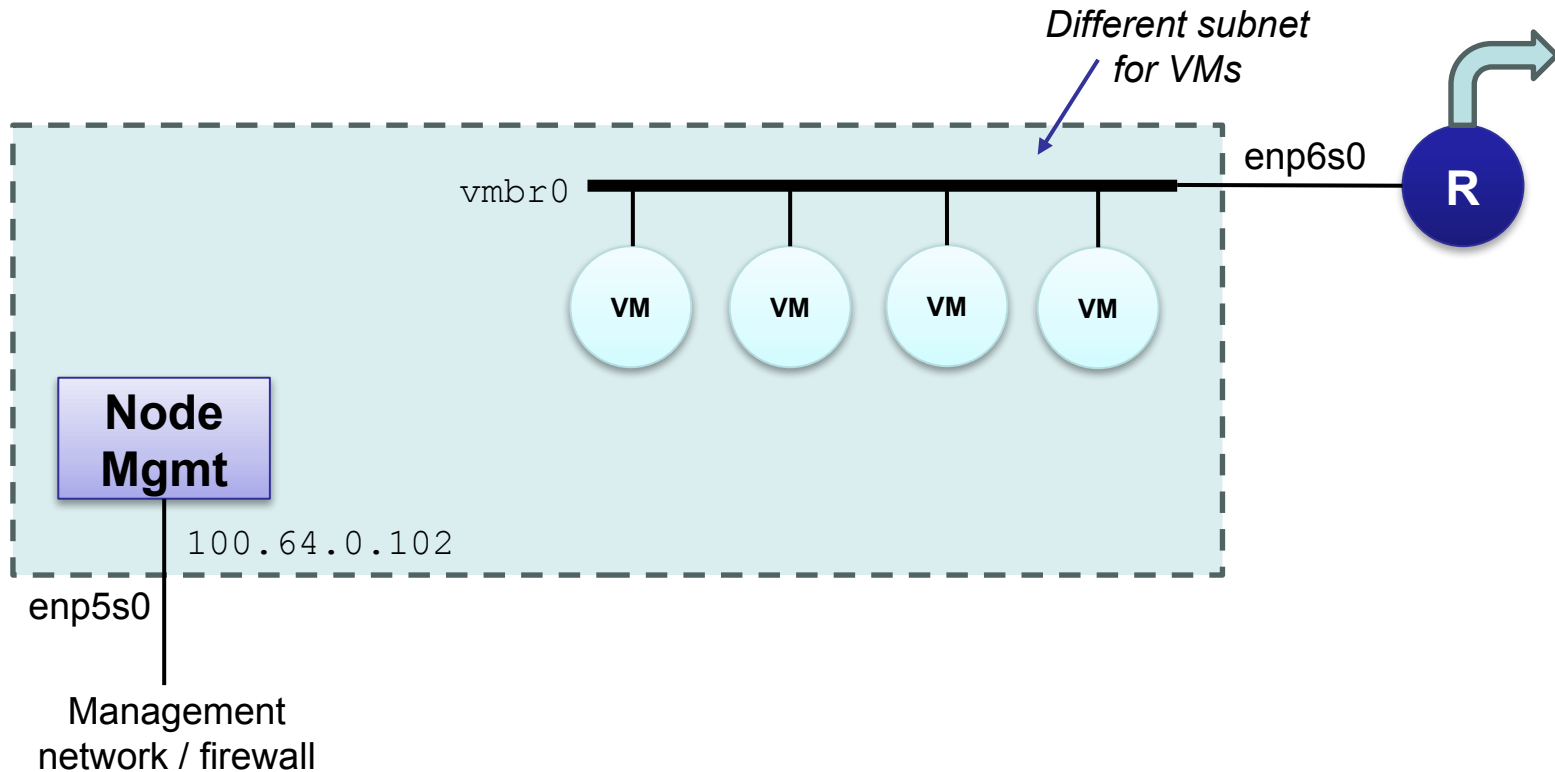 Different subnet
for VMs
enp6s0
R
vmbr0
VM
VM
VM
VM
Node
Mgmt
100.64.0.102
enp5s0
Management
network / firewall